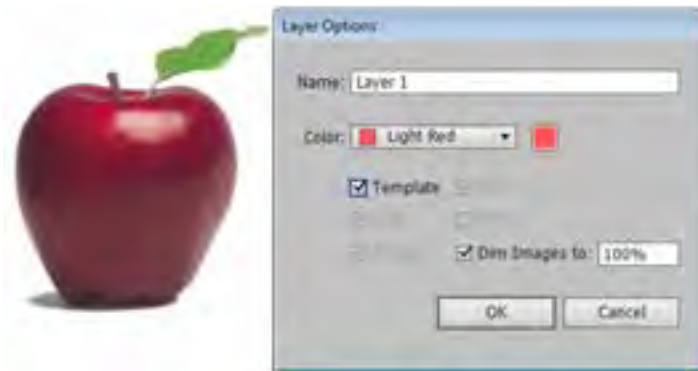 Layer Options
Name: Layer 1
Color: Light Red
Template
Dim Images to: 100%
OK
Cancel